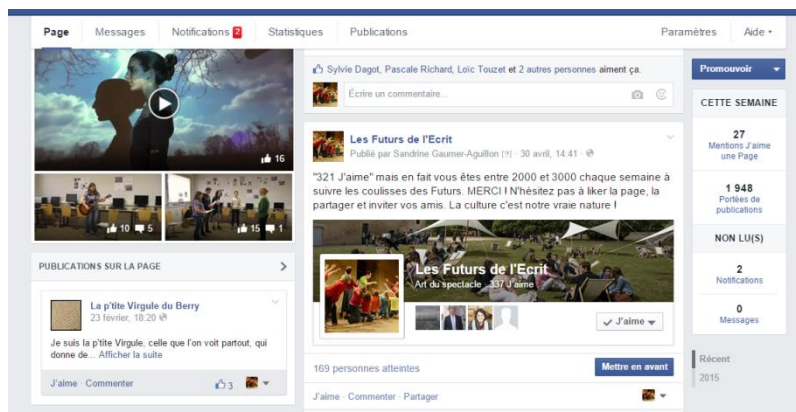 Page Messages Notifications 2 Statistiques Publications Paramètres Aide
16
10 5
15 1
PUBLICATIONS SUR LA PAGE
La p'tite Virgule du Berry
23 février, 18:20
Je suis la p'tite Virgule, celle que l'on voit partout, qui
donne de... Afficher la suite
J'aime · Commenter 3
Sylvie Dagot, Pascale Richard, Loïc Touzet et 2 autres personnes aiment ça.
Écrire un commentaire...
Les Futurs de l'Ecrit
Publié par Sandrine Gaumer-Aguillon [?] · 30 avril, 14:41 ·
"321 J'aime" mais en fait vous êtes entre 2000 et 3000 chaque semaine à
suivre les coulisses des Futurs. MERCI ! N'hésitez pas à liker la page, la
partager et inviter vos amis. La culture c'est notre vraie nature !
Les Futurs de l'Ecrit
Art du spectacle · 337 J'aime
J'aime
169 personnes atteintes
Mettre en avant
J'aime · Commenter · Partager
Promouvoir
CETTE SEMAINE
27
Mentions J'aime
une Page
1 948
Portées de
publications
NON LU(S)
2
Notifications
0
Messages
Récent
2015